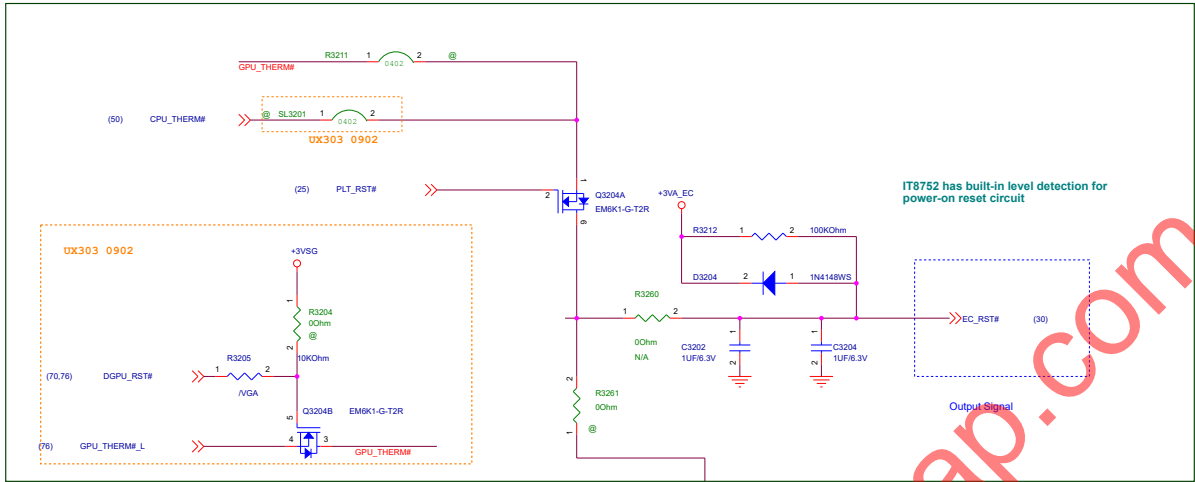 R3211 1 2 @
0402
GPU_THERM#
(50) CPU_THERM# @ SL3201 1 2
0402
UX303 0902
(25) PLT_RST# 2
1
Q3204A
EM6K1-G-T2R
6
+3VA_EC
IT8752 has built-in level detection for
power-on reset circuit
R3212 1 2 100KOhm
D3204 2 1 1N4148WS
UX303 0902
+3VSG
1
R3204
0Ohm
@
2
R3205 10KOhm
1 2
(70,76) DGPU_RST#
/VGA
5
Q3204B EM6K1-G-T2R
(76) GPU_THERM#_L 4 3
GPU_THERM#
R3260
1 2
0Ohm
N/A
1
C3202
1UF/6.3V
2
1
C3204
1UF/6.3V
2
EC_RST# (30)
Output Signal
2
R3261
0Ohm
1 @
ap.com